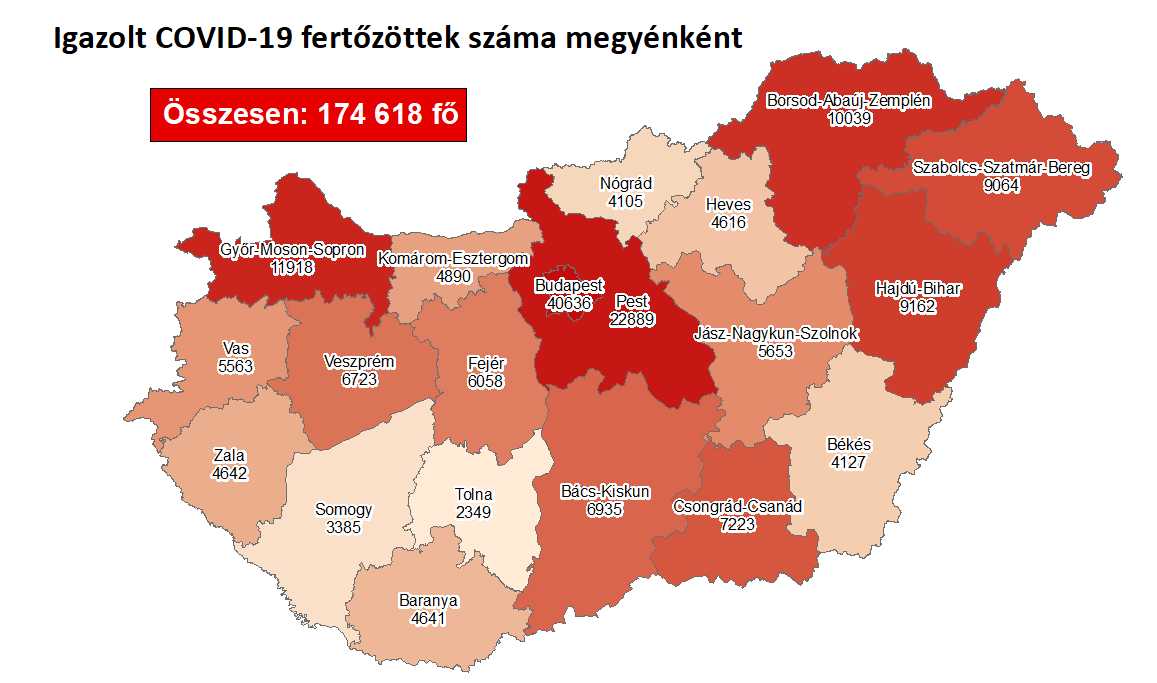 Igazolt COVID-19 fertőzöttek száma megyénként
Összesen: 174 618 fő
Borsod-Abaúj-Zemplén
10039
Szabolcs-Szatmár-Bereg
9064
Nógrád
4105
Heves
4616
Győr-Moson-Sopron
11918
Komárom-Esztergom
4890
Budapest
40636
Pest
22889
Hajdú-Bihar
9162
Jász-Nagykun-Szolnok
5653
Vas
5563
Veszprém
6723
Fejér
6058
Békés
4127
Zala
4642
Somogy
3385
Tolna
2349
Bács-Kiskun
6935
Csongrád-Csanád
7223
Baranya
4641